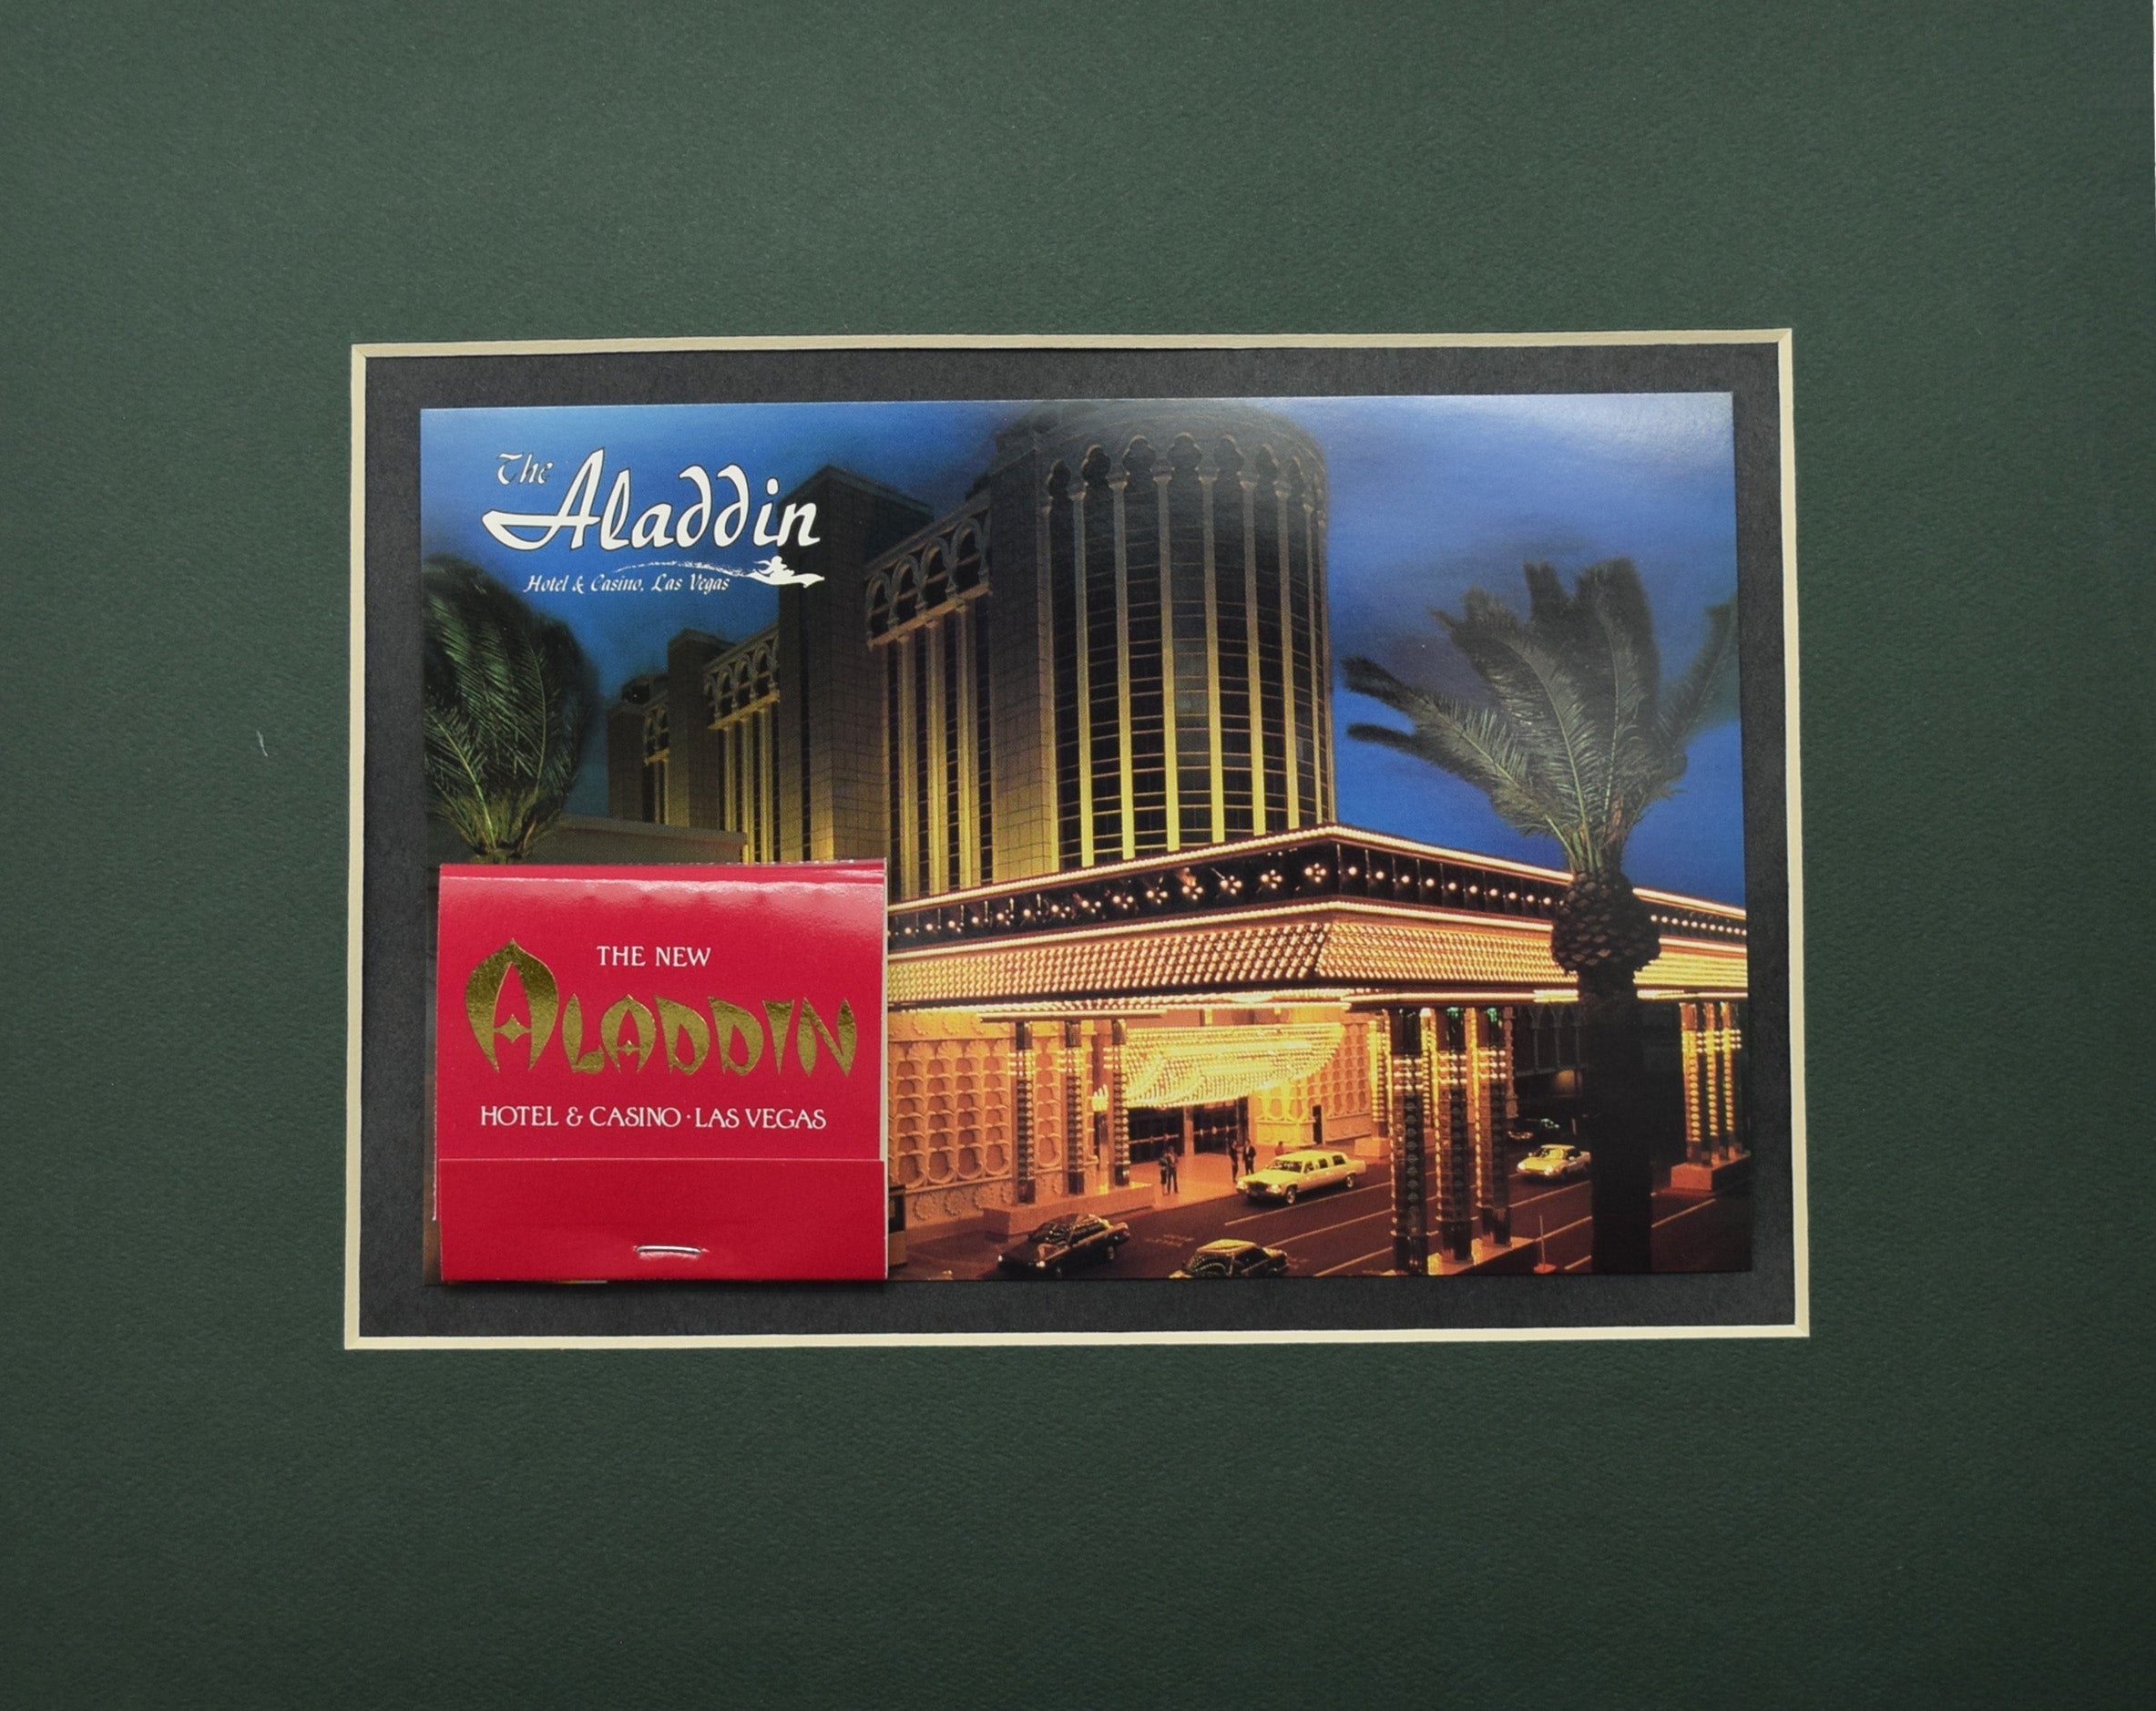 The
Aladdin
Hotel & Casino, Las Vegas
THE NEW
ALADDIN
HOTEL & CASINO · LAS VEGAS